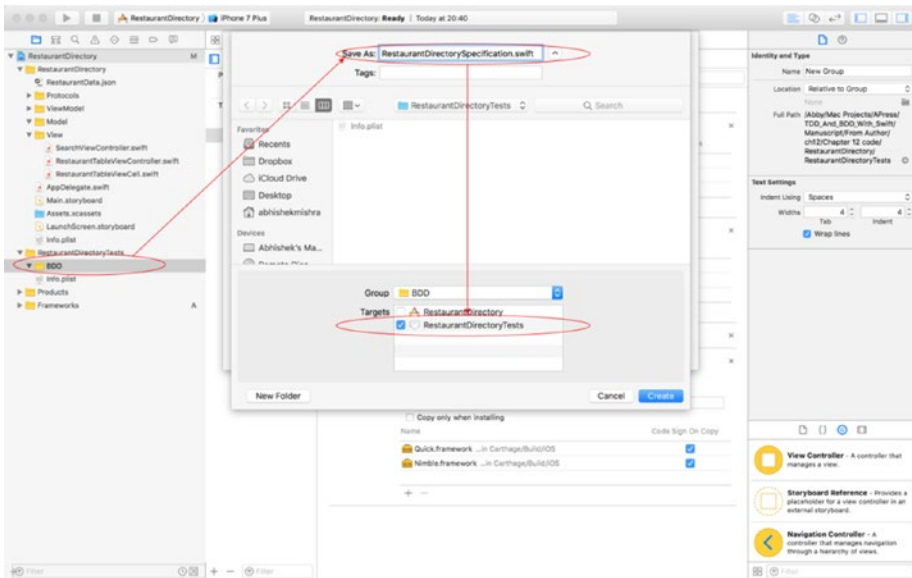 RestaurantDirectory
iPhone 7 Plus
RestaurantDirectory: Ready | Today at 20:40
RestaurantDirectory
M
RestaurantDirectory
RestaurantData.json
Protocols
ViewModel
Model
View
SearchViewController.swift
RestaurantTableViewController.swift
RestaurantTableViewCell.swift
AppDelegate.swift
Main.storyboard
Assets.xcassets
LaunchScreen.storyboard
Info.plist
RestaurantDirectoryTests
BDD
Info.plist
Products
Frameworks
A
Filter
Save As: RestaurantDirectorySpecification.swift
Tags:
RestaurantDirectoryTests
Search
Favorites
Recents
Dropbox
iCloud Drive
Desktop
abhishekmishra
Devices
Abhishek's Ma...
Info.plist
Group
BDD
Targets
RestaurantDirectory
RestaurantDirectoryTests
New Folder
Cancel
Create
Copy only when installing
Name
Code Sign On Copy
Quick.framework ...in Carthage/Build/iOS
Nimble.framework ...in Carthage/Build/iOS
Filter
Identity and Type
Name New Group
Location Relative to Group
None
Full Path /Abby/Mac Projects/APress/
TDD_And_BDD_With_Swift/
Manuscript/From Author/
ch12/Chapter 12 code/
RestaurantDirectory/
RestaurantDirectoryTests
Text Settings
Indent Using Spaces
Widths 4 4
Tab Indent
Wrap lines
View Controller - A controller that
manages a view.
Storyboard Reference - Provides a
placeholder for a view controller in an
external storyboard.
Navigation Controller - A
controller that manages navigation
through a hierarchy of views.
Filter